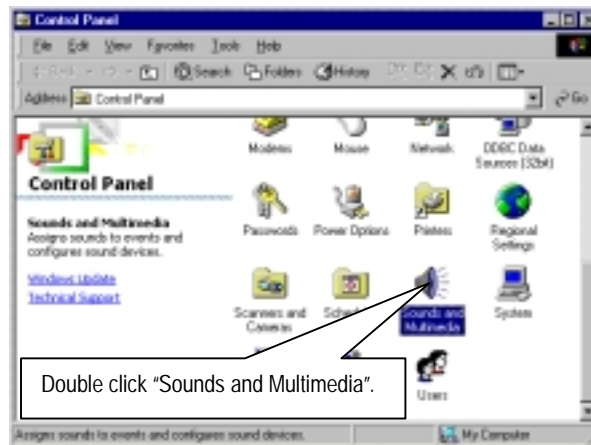 Control Panel
File Edit View Favorites Tools Help
Back Search Folders History
Address Control Panel Go
Modems Mouse Network ODBC Data Sources (32bit)
Control Panel
Sounds and Multimedia
Assigns sounds to events and
configures sound devices.
Windows Update
Technical Support
Passwords Power Options Printers Regional Settings
Scanners and Cameras Sounds and Multimedia System
Double click “Sounds and Multimedia”.
Users
Assigns sounds to events and configures sound devices. My Computer